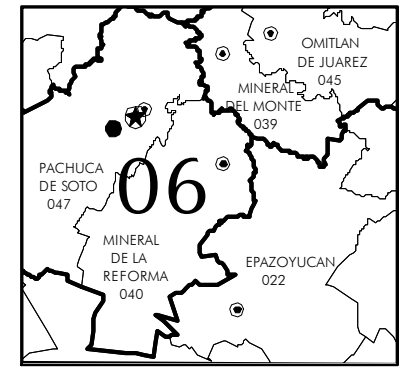 OMITLAN
DE JUAREZ
045
MINERAL
DEL MONTE
039
PACHUCA
DE SOTO
047
06
MINERAL
DE LA
REFORMA
040
EPAZOYUCAN
022